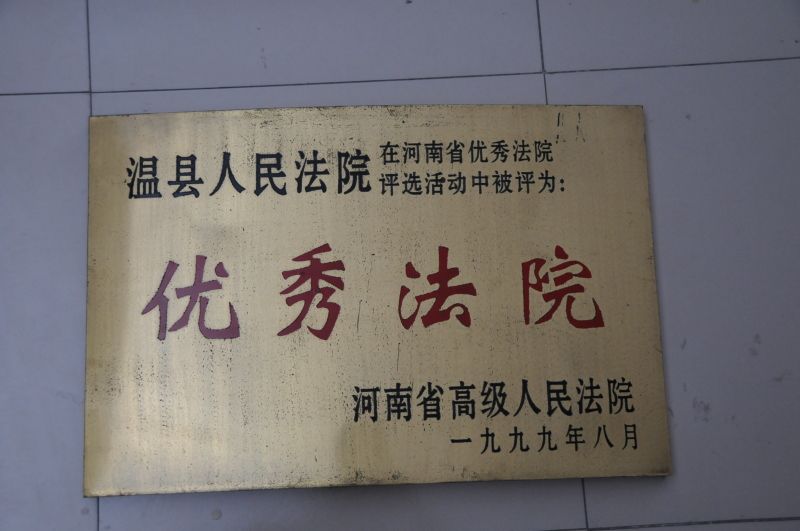 温县人民法院
在河南省优秀法院
评选活动中被评为:
优秀法院
河南省高级人民法院
一九九九年八月